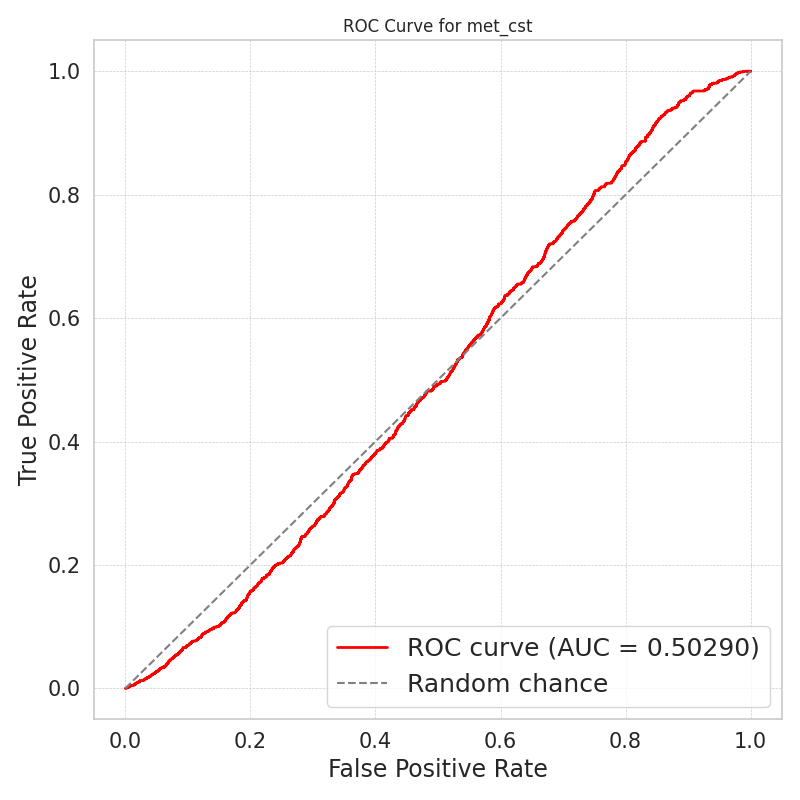 ROC Curve for met_cst
True Positive Rate
1.0
0.8
0.6
0.4
0.2
0.0
ROC curve (AUC = 0.50290)
Random chance
0.0 0.2 0.4 0.6 0.8 1.0
False Positive Rate